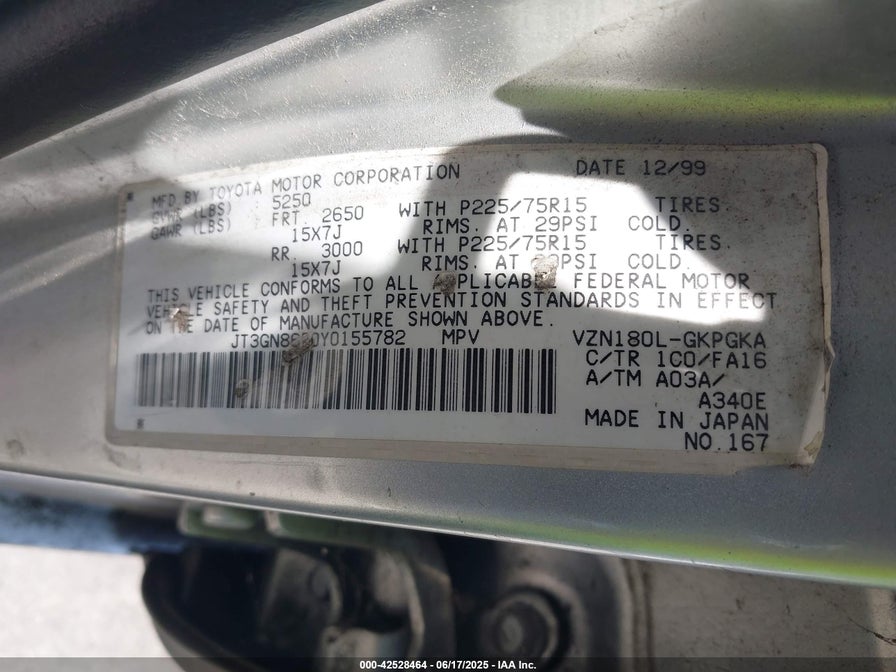 MFD BY TOYOTA MOTOR CORPORATION DATE 12/99
GVWR (LBS) : 5250
GAWR (LBS) : FRT. 2650 WITH P225/75R15 TIRES.
15X7J RIMS. AT 29PSI COLD.
RR. 3000 WITH P225/75R15 TIRES.
15X7J RIMS. AT PSI COLD.
THIS VEHICLE CONFORMS TO ALL APPLICABLE FEDERAL MOTOR
VEHICLE SAFETY AND THEFT PREVENTION STANDARDS IN EFFECT
ON THE DATE OF MANUFACTURE SHOWN ABOVE.
MPV VZN180L-GKPGKA
C/TR 1C0/FA16
A/TM A03A/
A340E
MADE IN JAPAN
NO.167
000-42528464 - 06/17/2025 - IAA Inc.